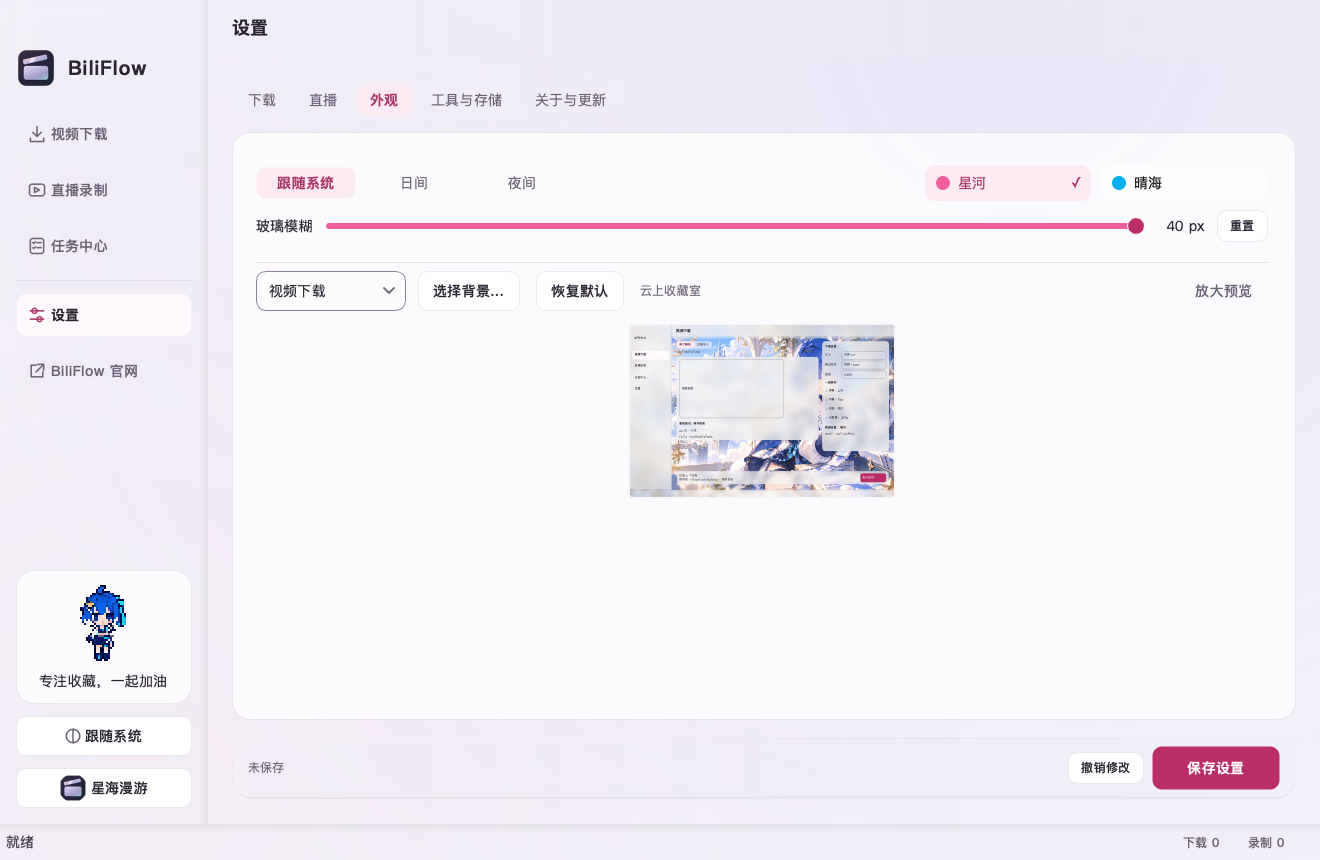 设置
BiliFlow
视频下载
直播录制
任务中心
设置
BiliFlow 官网
专注收藏，一起加油
跟随系统
星海漫游
下载 直播 外观 工具与存储 关于与更新
跟随系统 日间 夜间 星河 ✓ 晴海
玻璃模糊 40 px 重置
视频下载 选择背景... 恢复默认 云上收藏室 放大预览
视频下载
未保存 撤销修改 保存设置
就绪 下载 0 录制 0